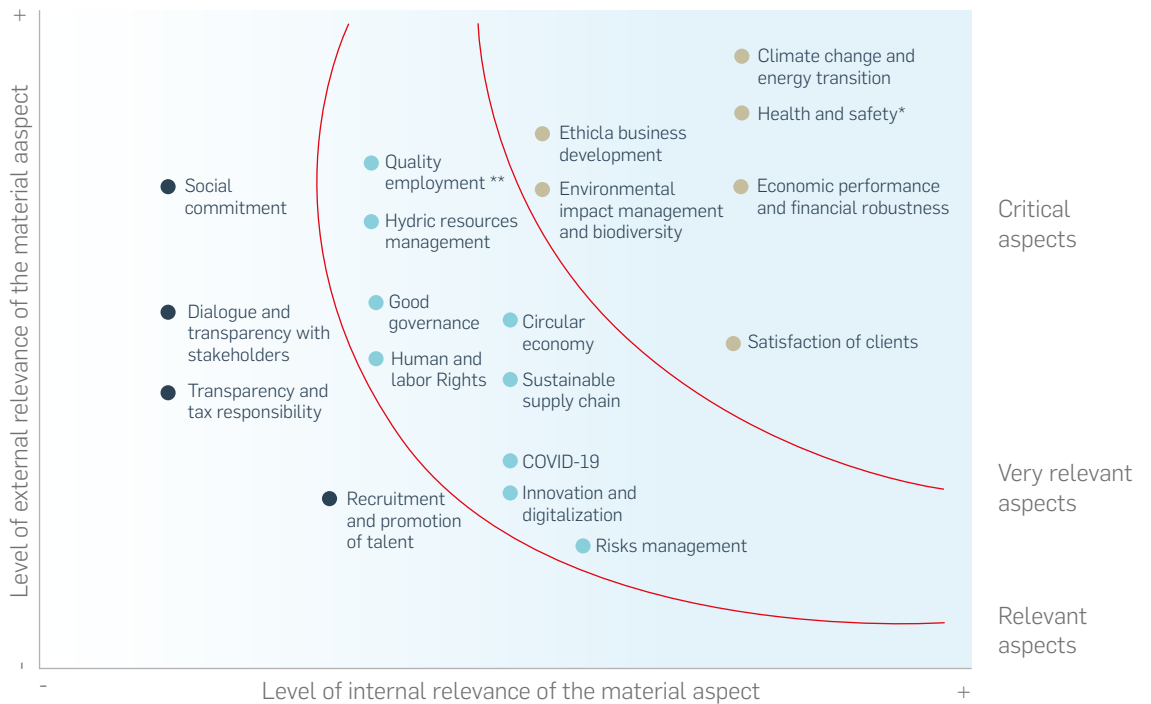 +
Level of external relevance of the material aaspect
-
Climate change and
energy transition
Health and safety*
Ethicla business
development
Environmental
impact management
and biodiversity
Economic performance
and financial robustness
Satisfaction of clients
Quality
employment **
Hydric resources
management
Good
governance
Human and
labor Rights
Circular
economy
Sustainable
supply chain
COVID-19
Innovation and
digitalization
Risks management
Social
commitment
Dialogue and
transparency with
stakeholders
Transparency and
tax responsibility
Recruitment
and promotion
of talent
Critical
aspects
Very relevant
aspects
Relevant
aspects
-
Level of internal relevance of the material aspect
+